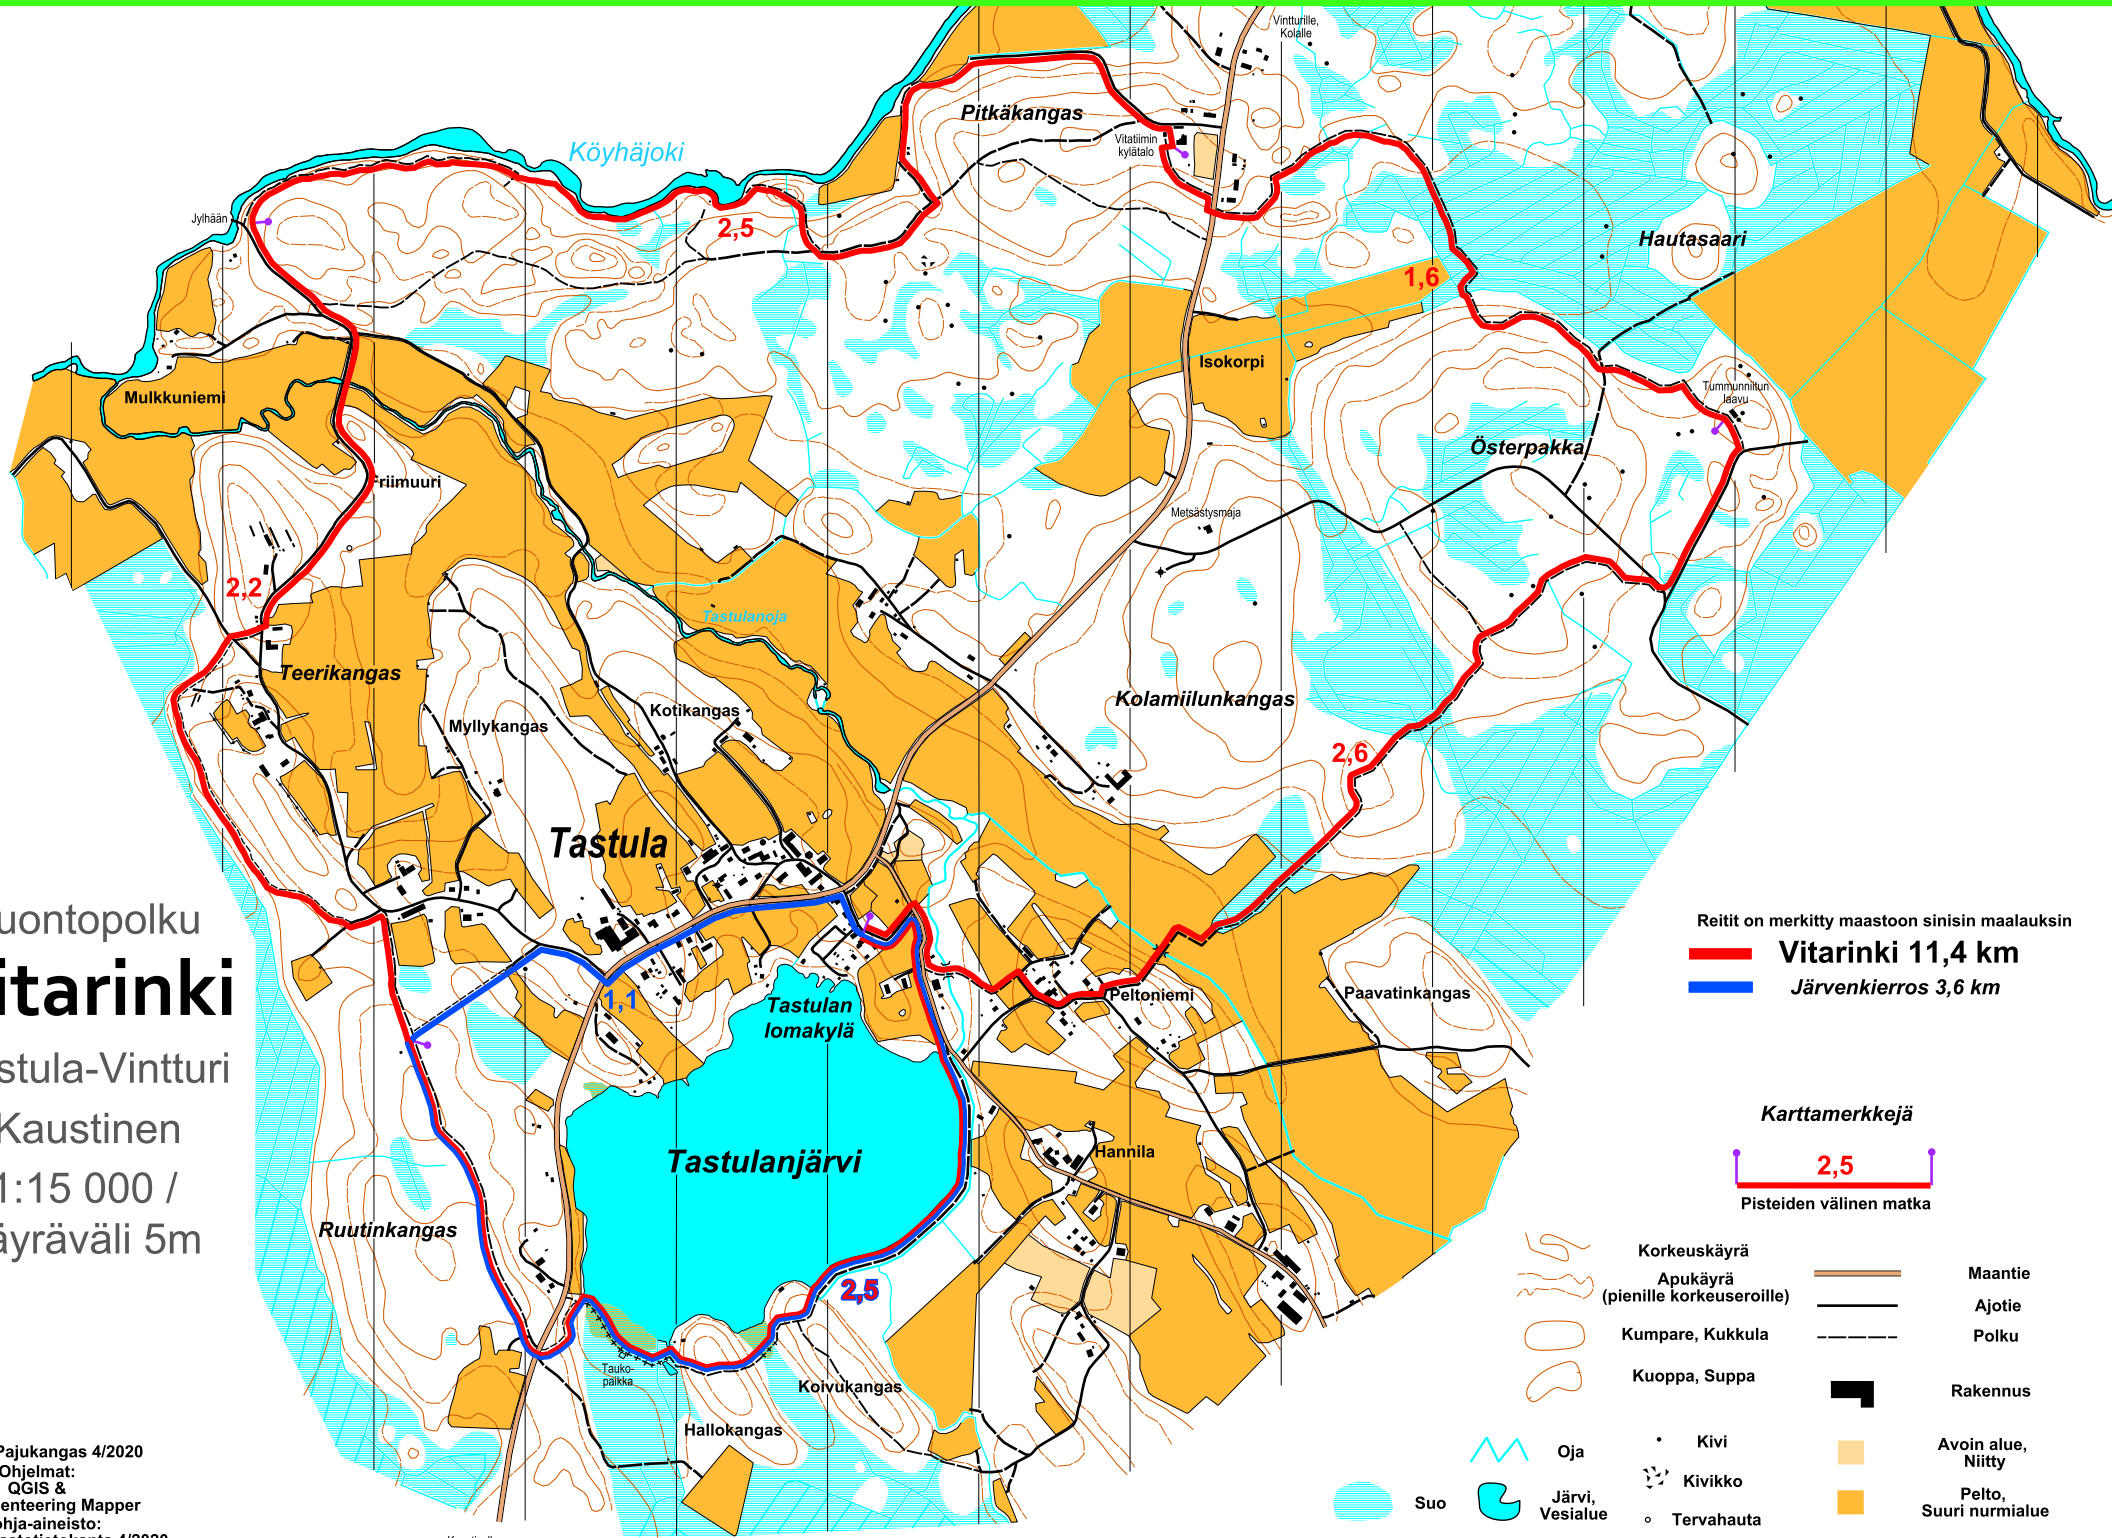 Vintturille,
Kolalle
Pitkäkangas
Vitatiimin
kylätalo
Köyhäjoki
Jylhään
2,5
Hautasaari
1,6
Isokorpi
Mulkkuniemi
Tummunniitun
laavu
Österpakka
Friimuuri
Metsästysmaja
2,2
Tastulanoja
Teerikangas
Kolamiilunkangas
Kotikangas
Myllykangas
2,6
Tastula
uontopolku
itarinki
stula-Vintturi
Kaustinen
1:15 000 /
äyräväli 5m
1,1
Tastulan
lomakylä
Peltoniemi
Paavatinkangas
Reitit on merkitty maastoon sinisin maalauksin
Vitarinki 11,4 km
Järvenkierros 3,6 km
Tastulanjärvi
Hannila
Ruutinkangas
2,5
Tauko-
paikka
Koivukangas
Hallokangas
Karttamerkkejä
2,5
Pisteiden välinen matka
Korkeuskäyrä
Apukäyrä
(pienille korkeuseroille)
Kumpare, Kukkula
Kuoppa, Suppa
Maantie
Ajotie
Polku
Rakennus
Oja
Kivi
Kivikko
Tervahauta
Suo
Järvi,
Vesialue
Avoin alue,
Niitty
Pelto,
Suuri nurmialue
Pajukangas 4/2020
Ohjelmat:
QGIS &
enteering Mapper
ohja-aineisto: